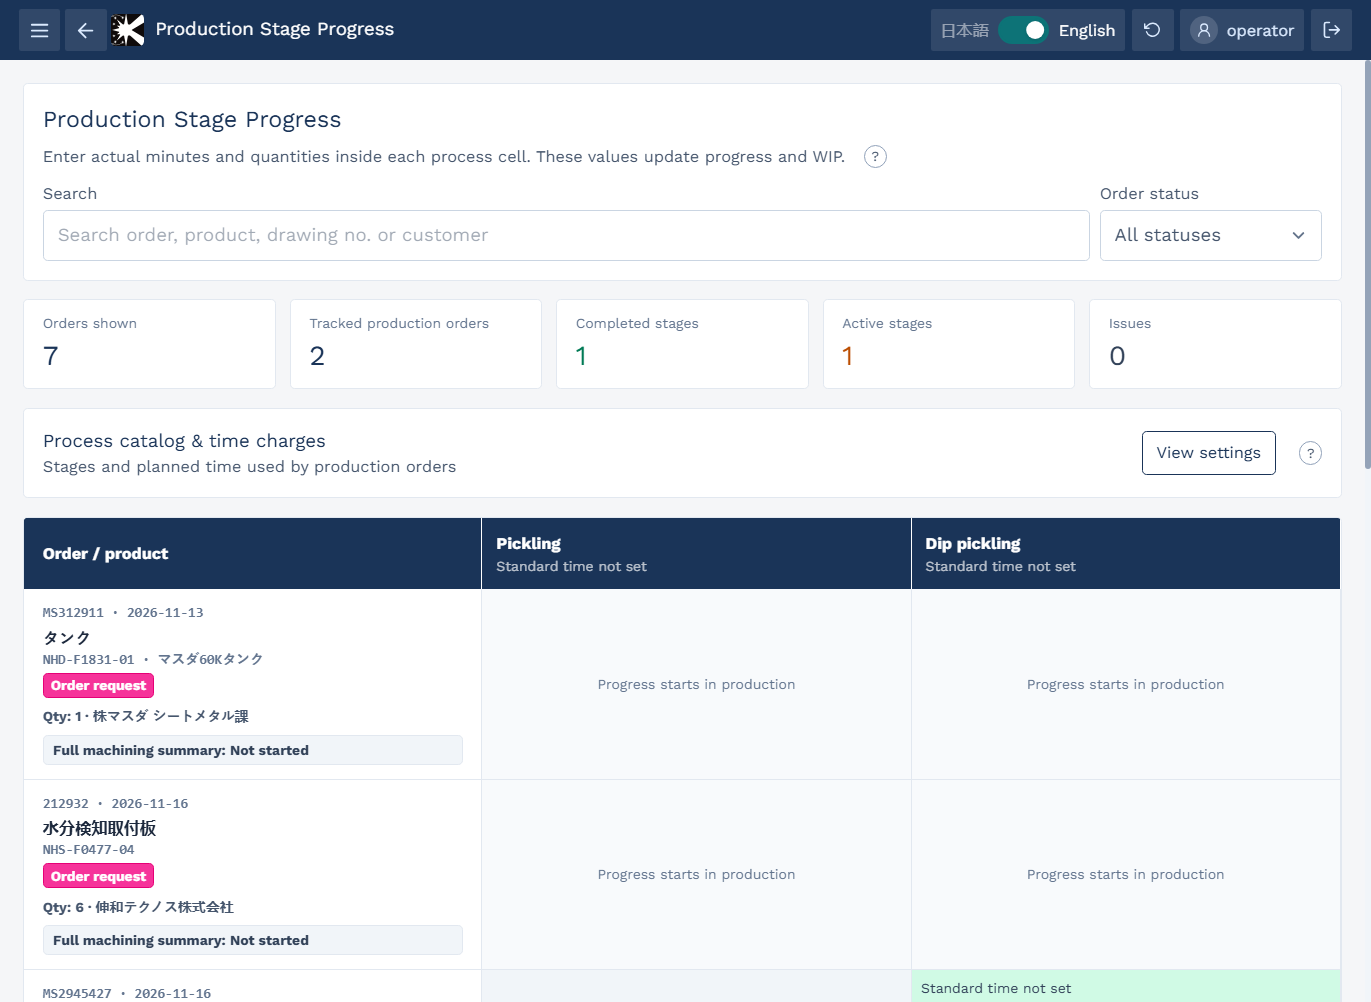 Production Stage Progress
日本語
English
operator
Production Stage Progress
Enter actual minutes and quantities inside each process cell. These values update progress and WIP.
?
Search
Order status
Search order, product, drawing no. or customer
All statuses
Orders shown
7
Tracked production orders
2
Completed stages
1
Active stages
1
Issues
0
Process catalog & time charges
Stages and planned time used by production orders
View settings
?
Order / product
Pickling
Standard time not set
Dip pickling
Standard time not set
MS312911 • 2026-11-13
タンク
NHD-F1831-01 • マスダ60Kタンク
Order request
Qty: 1 · 株マスダ シートメタル課
Full machining summary: Not started
Progress starts in production
Progress starts in production
212932 • 2026-11-16
水分検知取付板
NHS-F0477-04
Order request
Qty: 6 · 伸和テクノス株式会社
Full machining summary: Not started
Progress starts in production
Progress starts in production
MS2945427 • 2026-11-16
Standard time not set